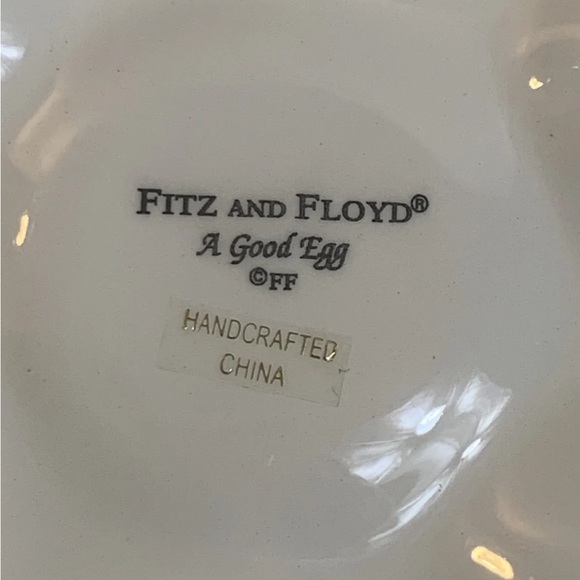 FITZ AND FLOYD®
A Good Egg
©FF
HANDCRAFTED
CHINA